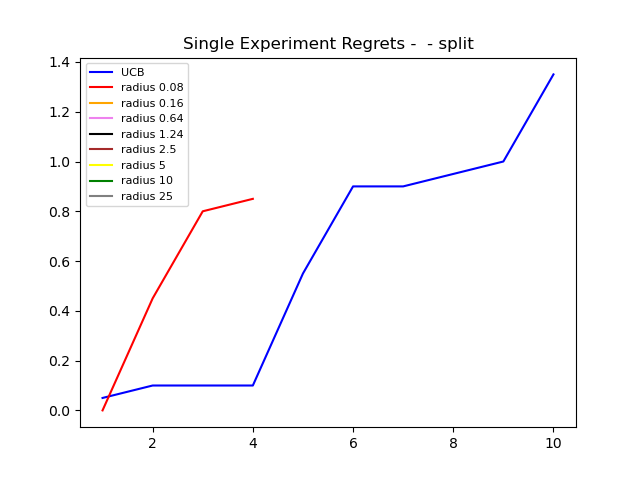 Single Experiment Regrets -  - split
1.4
1.2
1.0
0.8
0.6
0.4
0.2
0.0
UCB
radius 0.08
radius 0.16
radius 0.64
radius 1.24
radius 2.5
radius 5
radius 10
radius 25
2 4 6 8 10